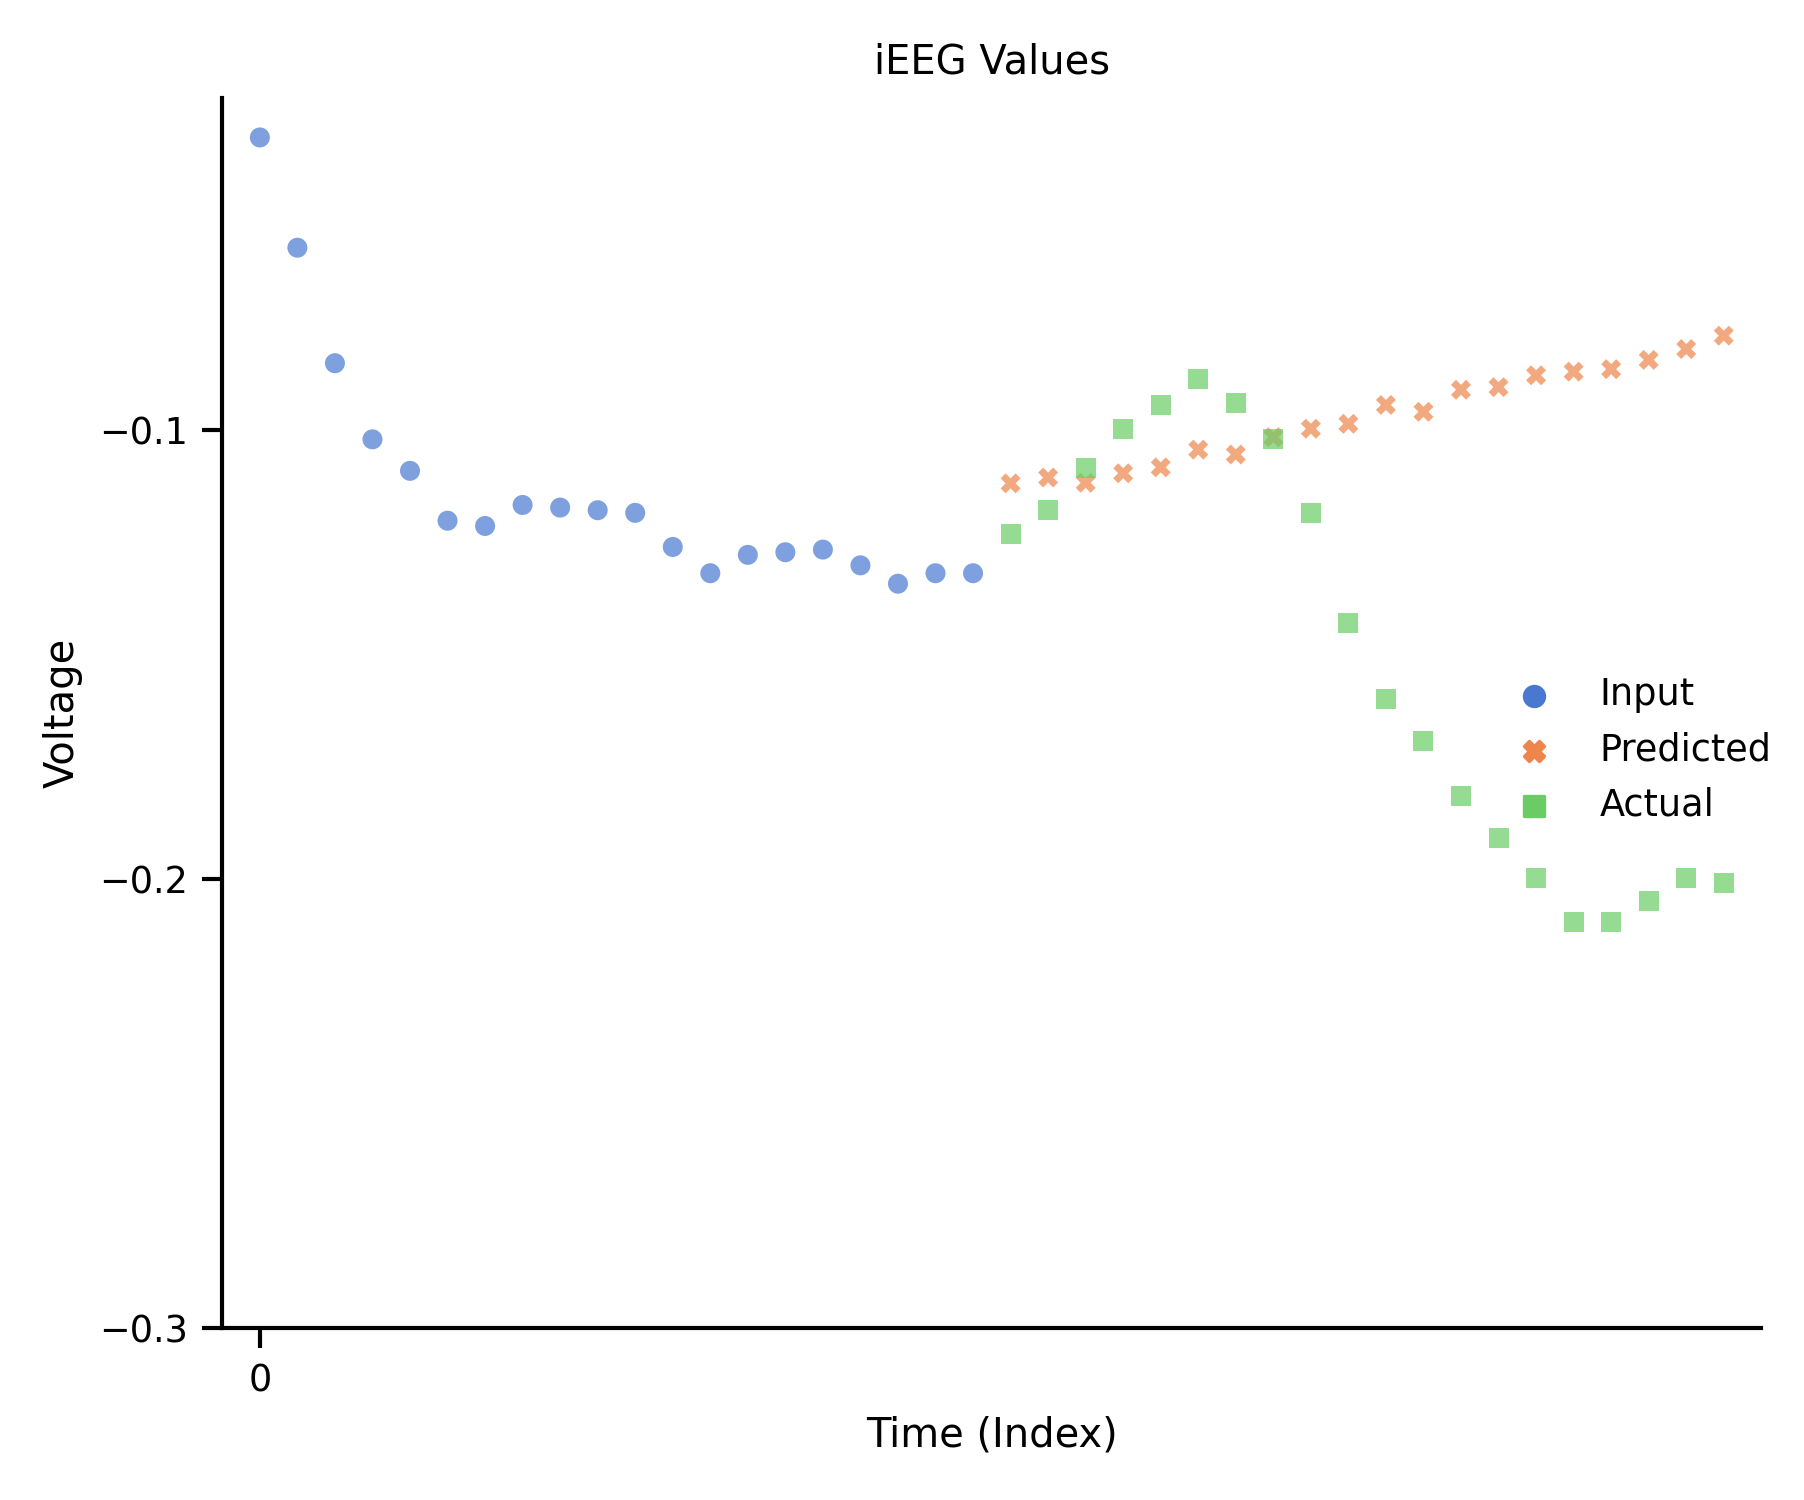 iEEG Values
−0.1
−0.2
−0.3
Voltage
Input
Predicted
Actual
0
Time (Index)